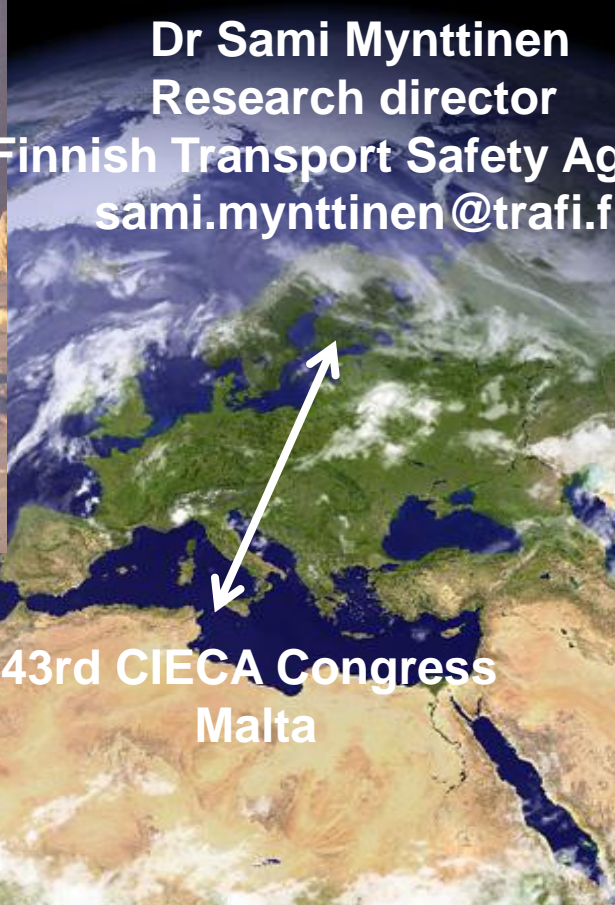 Dr Sami Mynttinen
Research director
Finnish Transport Safety Ag
sami.mynttinen@trafi.f
43rd CIECA Congress
Malta